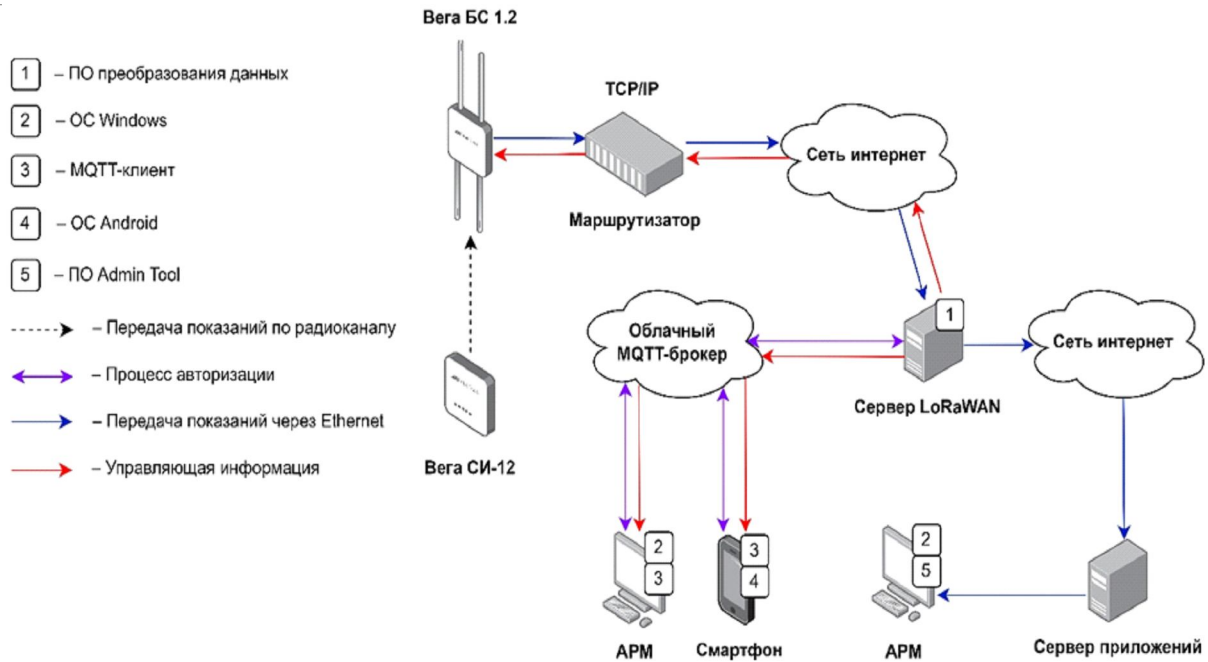 Вега БС 1.2
1 – ПО преобразования данных
2 – ОС Windows
3 – MQTT-клиент
4 – ОС Android
5 – ПО Admin Tool
– Передача показаний по радиоканалу
– Процесс авторизации
– Передача показаний через Ethernet
– Управляющая информация
TCP/IP
Маршрутизатор
Сеть интернет
Вега СИ-12
Облачный
MQTT-брокер
1
Сервер LoRaWAN
Сеть интернет
2
3
АРМ
3
4
Смартфон
2
5
АРМ
Сервер приложений